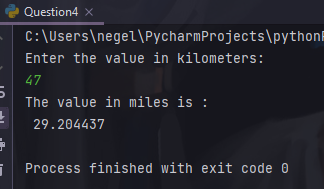 Question4
C:\Users\negel\PycharmProjects\python
Enter the value in kilometers:
47
The value in miles is :
29.204437
Process finished with exit code 0